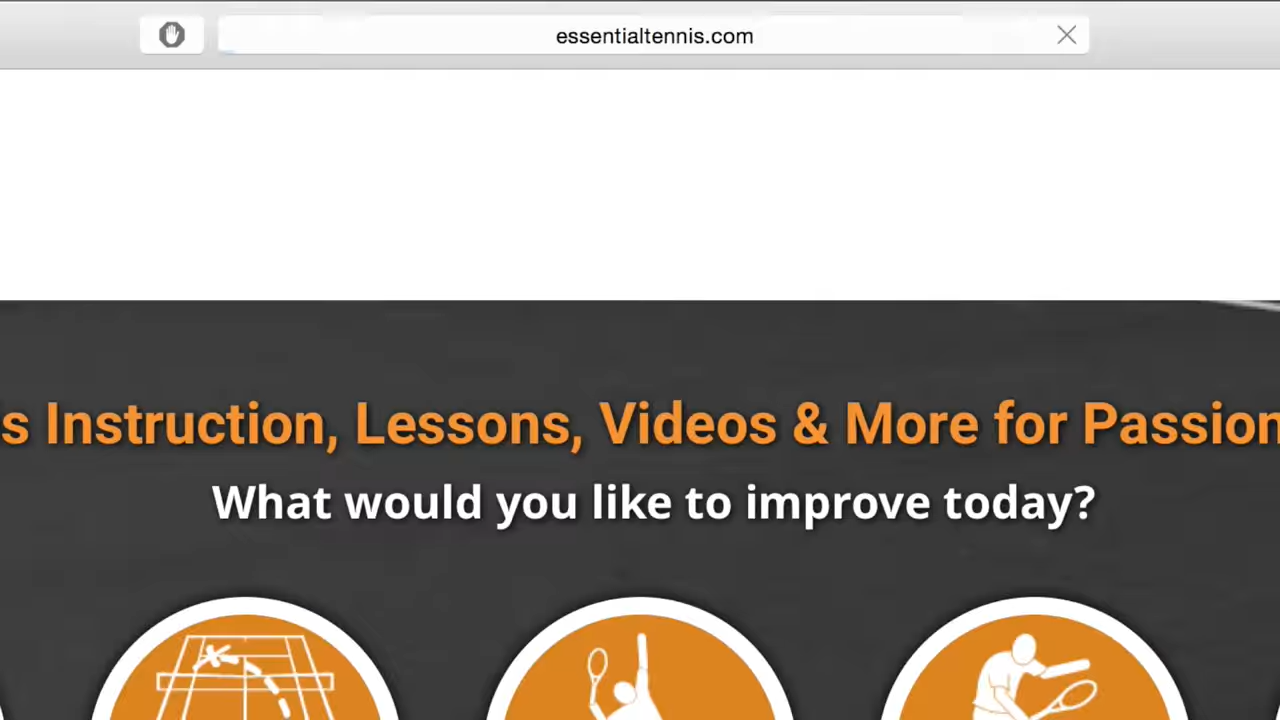 essentialtennis.com
s Instruction, Lessons, Videos & More for Passion
What would you like to improve today?